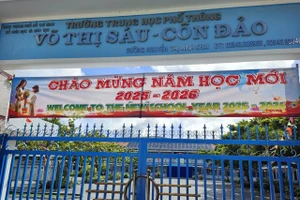 TRƯỜNG TRUNG HỌC PHỔ THÔNG
VÕ THỊ SÁU - CÔN ĐẢO
CHÀO MỪNG NĂM HỌC MỚI
2025 - 2026
WELCOME TO THE NEW SCHOOL YEAR 2025 -